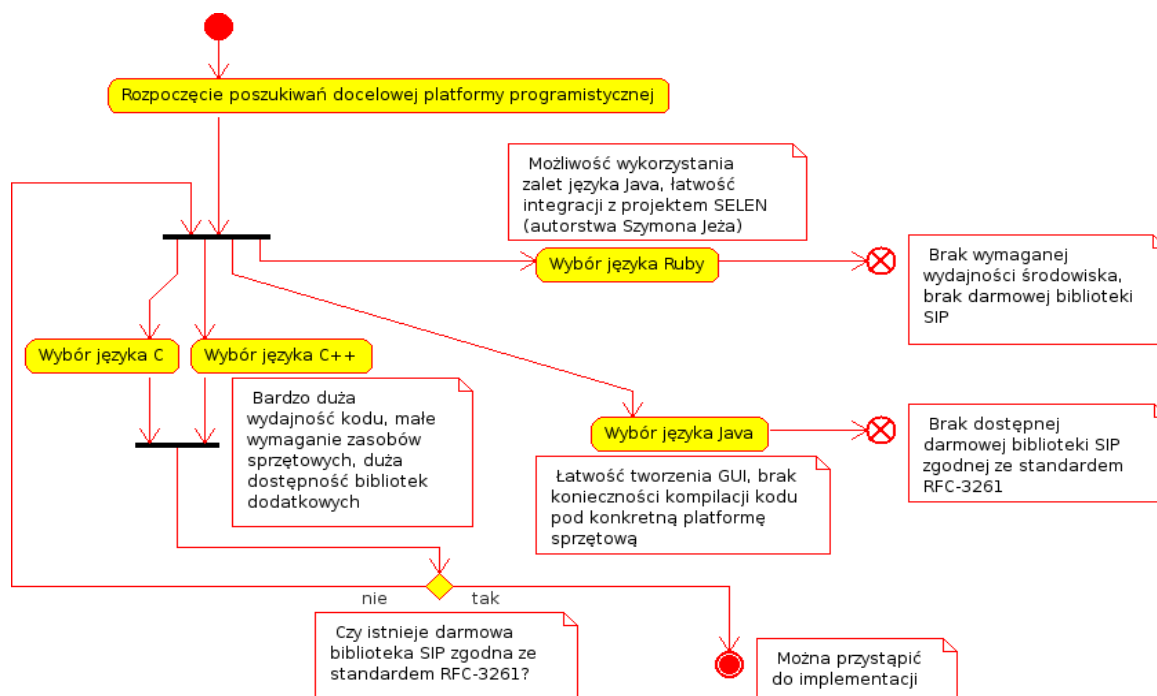 Rozpoczęcie poszukiwań docelowej platformy programistycznej
Możliwość wykorzystania
zalet języka Java, łatwość
integracji z projektem SELEN
(autorstwa Szymona Jeża)
Wybór języka Ruby
Brak wymaganej
wydajności środowiska,
brak darmowej biblioteki
SIP
Wybór języka C
Wybór języka C++
Bardzo duża
wydajność kodu, małe
wymaganie zasobów
sprzętowych, duża
dostępność bibliotek
dodatkowych
Wybór języka Java
Łatwość tworzenia GUI, brak
konieczności kompilacji kodu
pod konkretną platformę
sprzętową
Brak dostępnej
darmowej biblioteki SIP
zgodnej ze standardem
RFC-3261
nie
tak
Czy istnieje darmowa
biblioteka SIP zgodna ze
standardem RFC-3261?
Można przystąpić
do implementacji